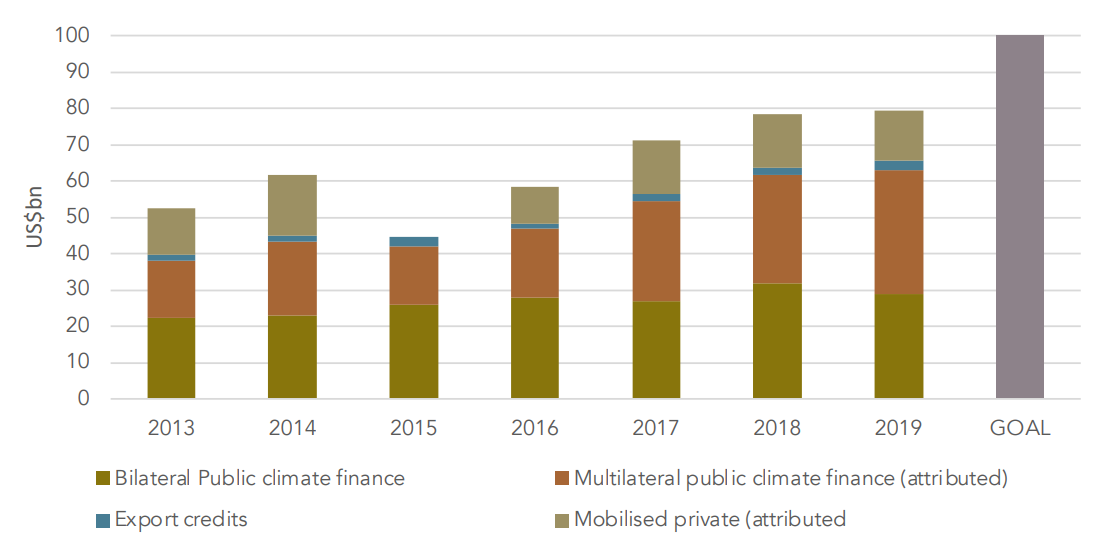 US$bn
100
90
80
70
60
50
40
30
20
10
0
2013 2014 2015 2016 2017 2018 2019 GOAL
Bilateral Public climate finance Multilateral public climate finance (attributed)
Export credits Mobilised private (attributed